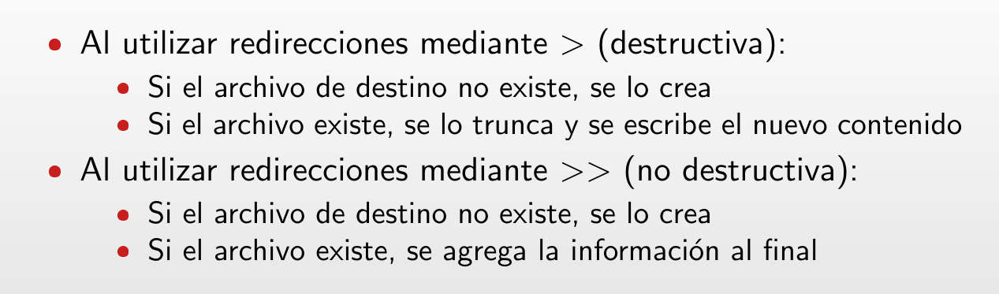 • Al utilizar redirecciones mediante > (destructiva):
• Si el archivo de destino no existe, se lo crea
• Si el archivo existe, se lo trunca y se escribe el nuevo contenido
• Al utilizar redirecciones mediante >> (no destructiva):
• Si el archivo de destino no existe, se lo crea
• Si el archivo existe, se agrega la información al final